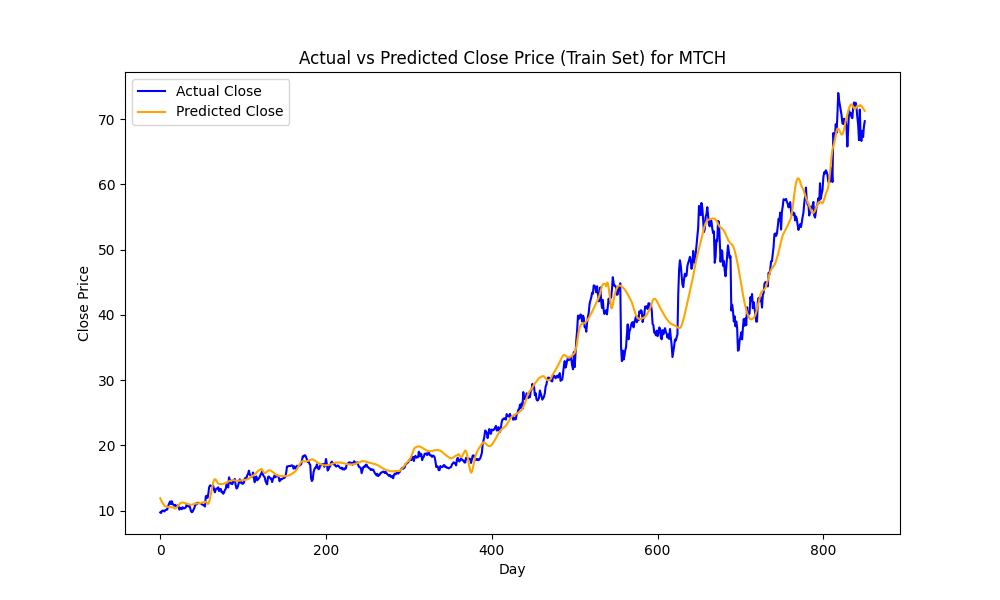 Actual vs Predicted Close Price (Train Set) for MTCH
Actual Close
Predicted Close
Close Price
70
60
50
40
30
20
10
0 200 400 600 800
Day